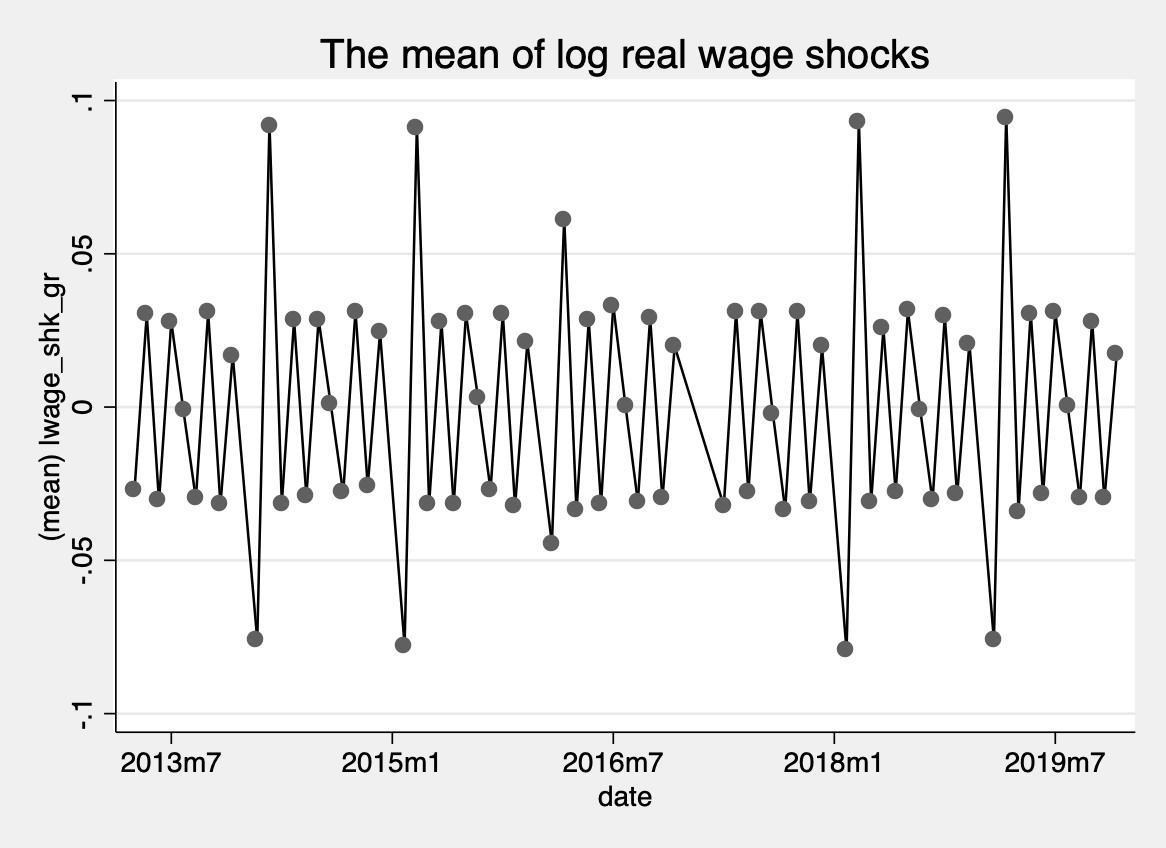 The mean of log real wage shocks
(mean) lwage_shk_gr
.1
.05
0
-.05
-.1
2013m7
2015m1
2016m7
2018m1
2019m7
date